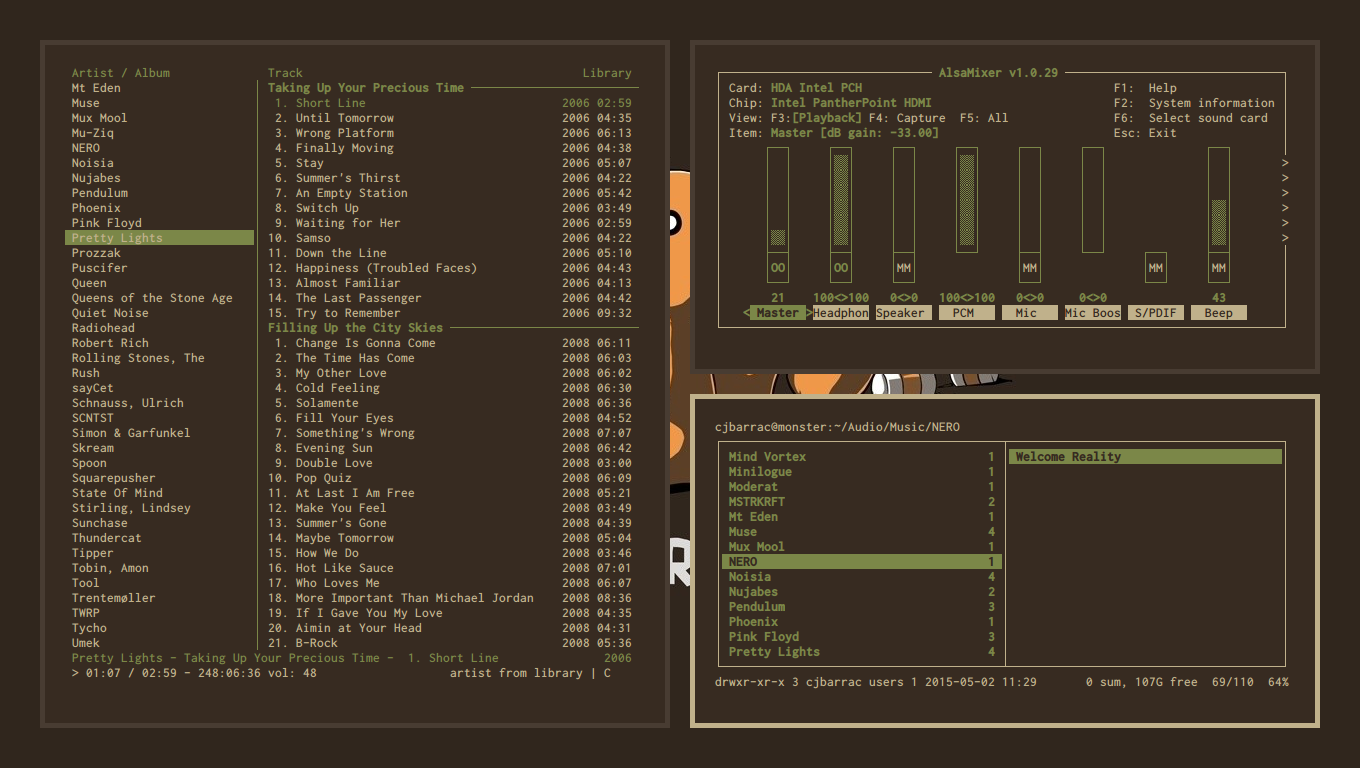 Artist / Album
Mt Eden
Muse
Mux Mool
Mu-Ziq
NERO
Noisia
Nujabes
Pendulum
Phoenix
Pink Floyd
Pretty Lights
Prozzak
Puscifer
Queen
Queens of the Stone Age
Quiet Noise
Radiohead
Robert Rich
Rolling Stones, The
Rush
sayCet
Schnauss, Ulrich
SCNTST
Simon & Garfunkel
Skream
Spoon
Squarepusher
State Of Mind
Stirling, Lindsey
Sunchase
Thundercat
Tipper
Tobin, Amon
Tool
Trentemøller
TWRP
Tycho
Umek
Track Library
Taking Up Your Precious Time
1. Short Line 2006 02:59
2. Until Tomorrow 2006 04:35
3. Wrong Platform 2006 06:13
4. Finally Moving 2006 04:38
5. Stay 2006 05:07
6. Summer's Thirst 2006 04:22
7. An Empty Station 2006 05:42
8. Switch Up 2006 03:49
9. Waiting for Her 2006 02:59
10. Samso 2006 04:22
11. Down the Line 2006 05:10
12. Happiness (Troubled Faces) 2006 04:43
13. Almost Familiar 2006 04:13
14. The Last Passenger 2006 04:42
15. Try to Remember 2006 09:32
Filling Up the City Skies
1. Change Is Gonna Come 2008 06:11
2. The Time Has Come 2008 06:03
3. My Other Love 2008 06:02
4. Cold Feeling 2008 06:30
5. Solamente 2008 06:36
6. Fill Your Eyes 2008 04:52
7. Something's Wrong 2008 07:07
8. Evening Sun 2008 06:42
9. Double Love 2008 03:00
10. Pop Quiz 2008 06:09
11. At Last I Am Free 2008 05:21
12. Make You Feel 2008 03:49
13. Summer's Gone 2008 04:39
14. Maybe Tomorrow 2008 05:04
15. How We Do 2008 03:46
16. Hot Like Sauce 2008 07:01
17. Who Loves Me 2008 06:07
18. More Important Than Michael Jordan 2008 08:36
19. If I Gave You My Love 2008 04:35
20. Aimin at Your Head 2008 04:31
21. B-Rock 2008 05:36
Pretty Lights - Taking Up Your Precious Time - 1. Short Line 2006
> 01:07 / 02:59 - 248:06:36 vol: 48 artist from library | C
AlsaMixer v1.0.29
Card: HDA Intel PCH F1: Help
Chip: Intel PantherPoint HDMI F2: System information
View: F3:[Playback] F4: Capture F5: All F6: Select sound card
Item: Master [dB gain: -33.00] Esc: Exit
>
>
>
>
>
>
OO OO MM MM MM MM
21 100<>100 0<>0 100<>100 0<>0 0<>0 43
< Master >Headphon Speaker PCM Mic Mic Boos S/PDIF Beep
cjbarrac@monster:~/Audio/Music/NERO
Mind Vortex 1 Welcome Reality
Minilogue 1
Moderat 1
MSTRKRFT 2
Mt Eden 1
Muse 4
Mux Mool 1
NERO 1
Noisia 4
Nujabes 2
Pendulum 3
Phoenix 1
Pink Floyd 3
Pretty Lights 4
drwxr-xr-x 3 cjbarrac users 1 2015-05-02 11:29 0 sum, 107G free 69/110 64%